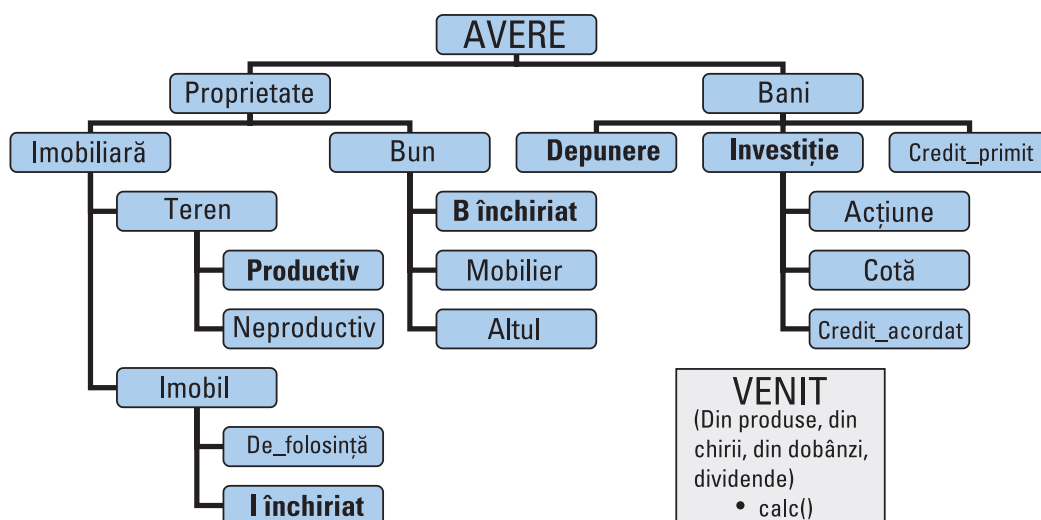 AVERE
Proprietate
Bani
Imobiliară
Bun
Depunere
Investiție
Credit_primit
Teren
B închiriat
Acțiune
Productiv
Mobilier
Cotă
Neproductiv
Altul
Credit_acordat
Imobil
De_folosință
I închiriat
VENIT
(Din produse, din
chirii, din dobânzi,
dividende)
• calc()